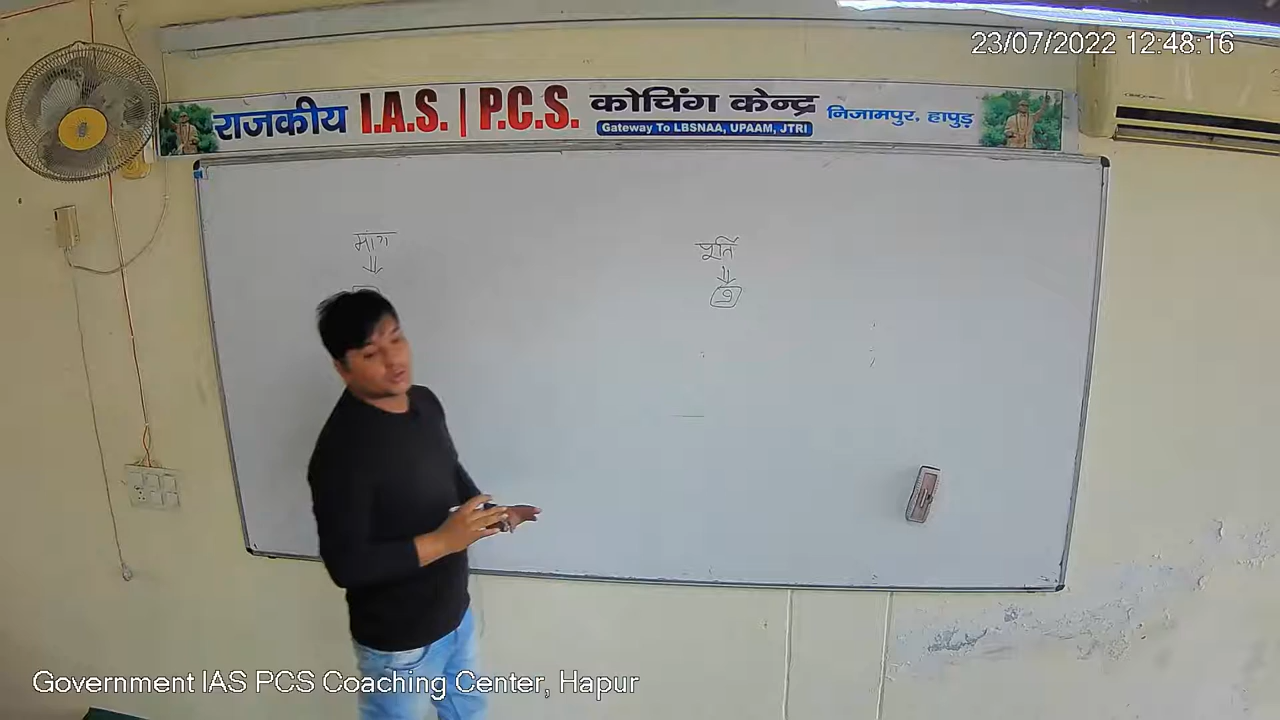 23/07/2022 12:48:16
राजकीय I.A.S. | P.C.S. कोचिंग केन्द्र निजामपुर, हापुड़
Gateway To LBSNAA, UPAAM, JTRI
मांग
पूर्ति
Government IAS PCS Coaching Center, Hapur